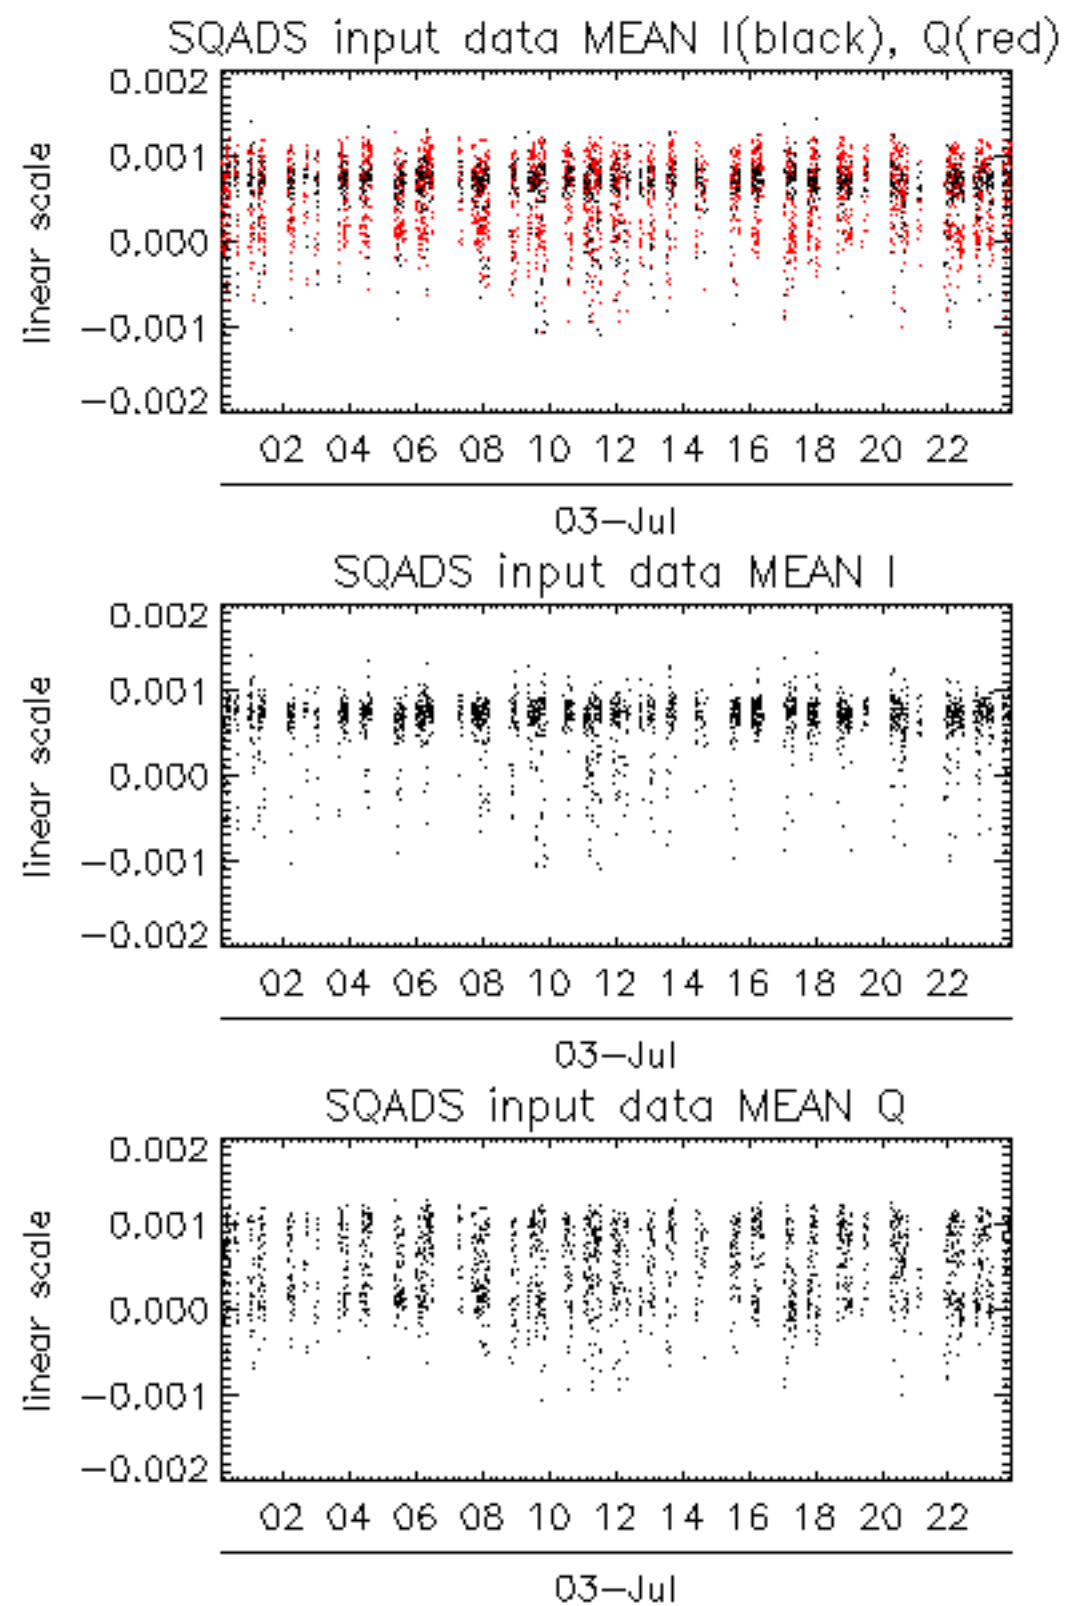 SQADS input data MEAN I(black), Q(red)
0.002
0.001
0.000
−0.001
−0.002
linear scale
02 04 06 08 10 12 14 16 18 20 22
03−Jul
SQADS input data MEAN I
0.002
0.001
0.000
−0.001
−0.002
linear scale
02 04 06 08 10 12 14 16 18 20 22
03−Jul
SQADS input data MEAN Q
0.002
0.001
0.000
−0.001
−0.002
linear scale
02 04 06 08 10 12 14 16 18 20 22
03−Jul